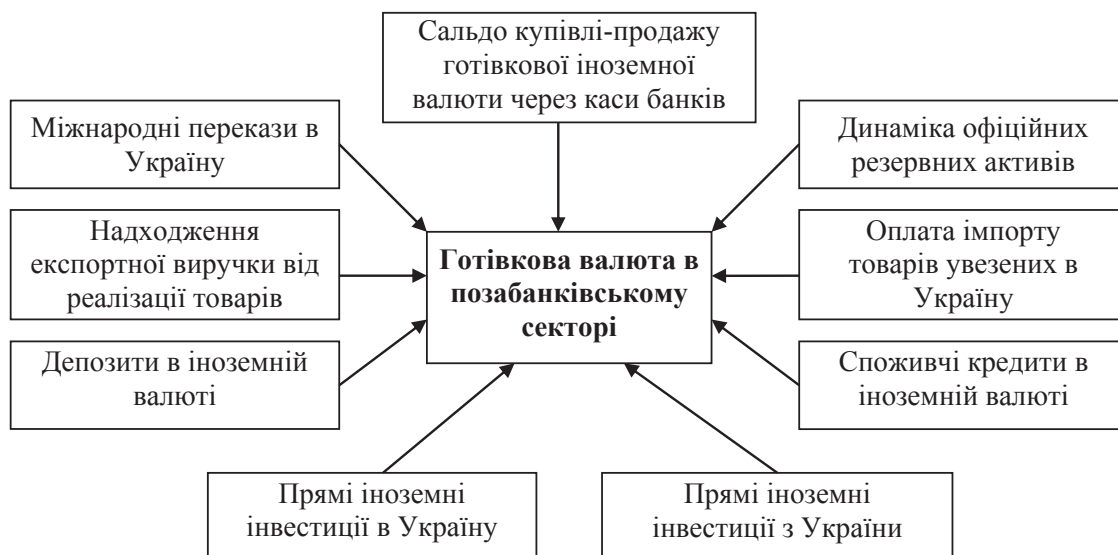 Сальдо купівлі-продажу
готівкової іноземної
валюти через каси банків
Міжнародні перекази в
Україну
Динаміка офіційних
резервних активів
Надходження
експортної виручки від
реалізації товарів
Готівкова валюта в
позабанківському
секторі
Оплата імпорту
товарів увезених в
Україну
Депозити в іноземній
валюті
Споживчі кредити в
іноземній валюті
Прямі іноземні
інвестиції в Україну
Прямі іноземні
інвестиції з України